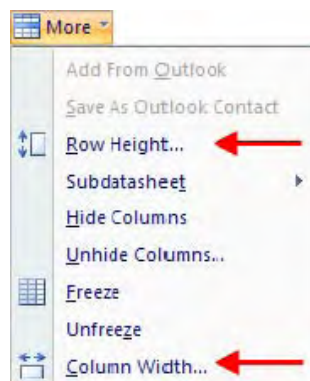 More
Add From Outlook
Save As Outlook Contact
Row Height...
Subdatasheet
Hide Columns
Unhide Columns...
Freeze
Unfreeze
Column Width...